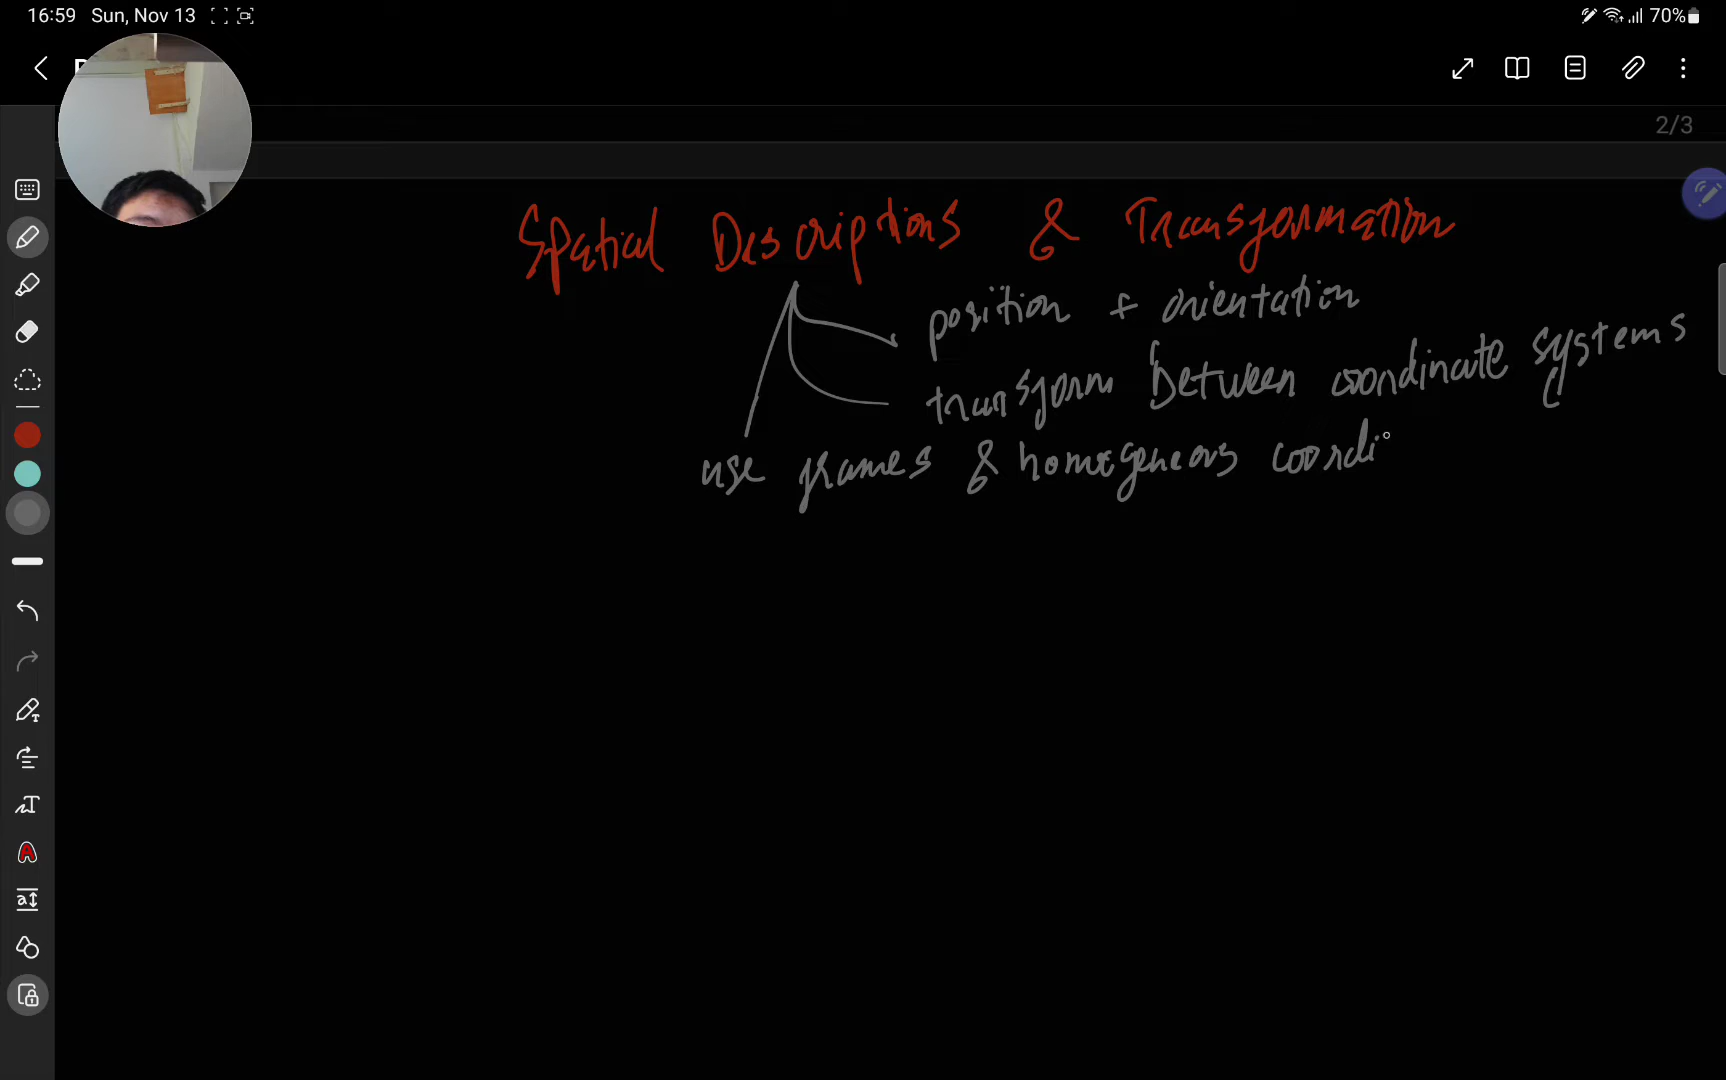 16:59 Sun, Nov 13 70%
2/3
Spatial Descriptions & Transformation
position + orientation
transform between coordinate systems
use frames & homogeneous coordi